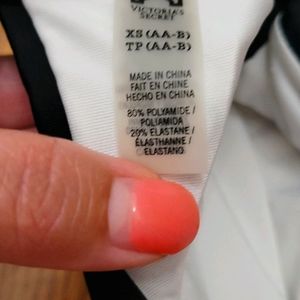 VICTORIA'S
SECRET
XS (AA-B)
TP (AA-B)
MADE IN CHINA
FAIT EN CHINE
HECHO EN CHINA
80% POLYAMIDE /
POLIAMIDA
20% ELASTANE /
ÉLASTHANNE /
ELASTANO